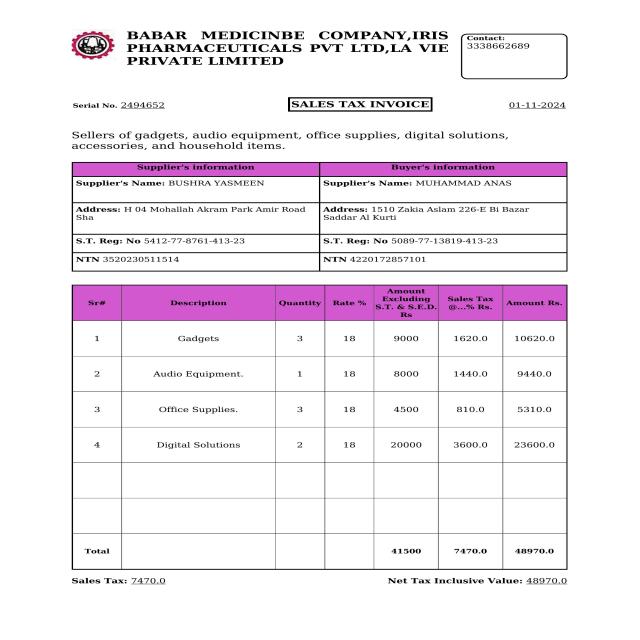 BABAR MEDICINBE COMPANY,IRIS
PHARMACEUTICALS PVT LTD,LA VIE
PRIVATE LIMITED
Contact:
3338662689
Serial No. 2494652
SALES TAX INVOICE
01-11-2024
Sellers of gadgets, audio equipment, office supplies, digital solutions,
accessories, and household items.
Supplier's information
Buyer's information
Supplier's Name: BUSHRA YASMEEN
Supplier's Name: MUHAMMAD ANAS
Address: H 04 Mohallah Akram Park Amir Road
Sha
Address: 1510 Zakia Aslam 226-E Bi Bazar
Saddar Al Kurti
S.T. Reg: No 5412-77-8761-413-23
S.T. Reg: No 5089-77-13819-413-23
NTN 3520230511514
NTN 4220172857101
Sr# Description Quantity Rate % Amount Excluding S.T. & S.E.D. Rs Sales Tax @...% Rs. Amount Rs.
1 Gadgets 3 18 9000 1620.0 10620.0
2 Audio Equipment. 1 18 8000 1440.0 9440.0
3 Office Supplies. 3 18 4500 810.0 5310.0
4 Digital Solutions 2 18 20000 3600.0 23600.0
Total 41500 7470.0 48970.0
Sales Tax: 7470.0
Net Tax Inclusive Value: 48970.0